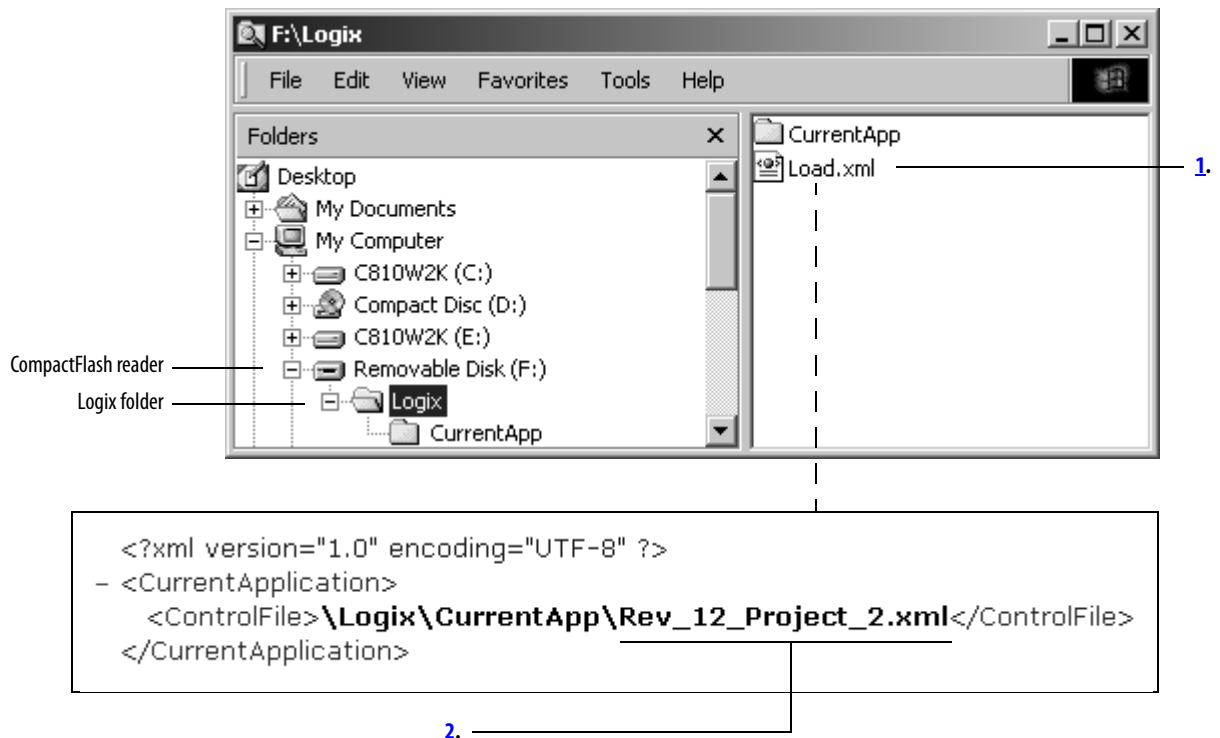 F:\Logix
File Edit View Favorites Tools Help
Folders
Desktop
My Documents
My Computer
C810W2K (C:)
Compact Disc (D:)
C810W2K (E:)
Removable Disk (F:)
Logix
CurrentApp
CurrentApp
Load.xml
1.
CompactFlash reader
Logix folder
<?xml version="1.0" encoding="UTF-8" ?>
– <CurrentApplication>
<ControlFile>\Logix\CurrentApp\Rev_12_Project_2.xml</ControlFile>
</CurrentApplication>
2.